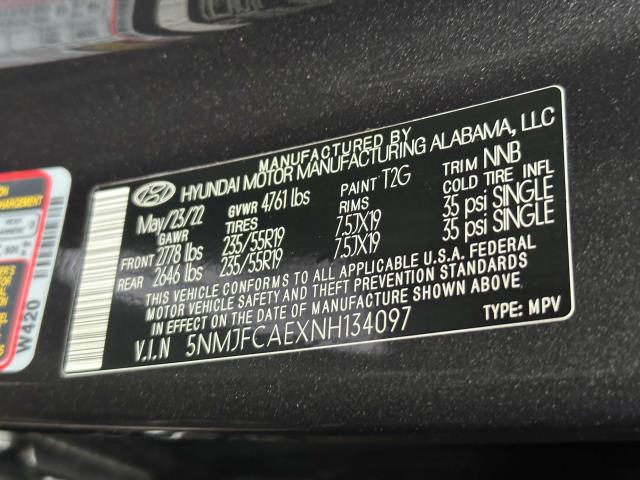 MANUFACTURED BY
HYUNDAI MOTOR MANUFACTURING ALABAMA, LLC
May/23/22 GVWR 4761 lbs PAINT T2G TRIM NNB
GAWR TIRES RIMS COLD TIRE INFL
FRONT 2778 lbs 235/55R19 7.5JX19 35 psi SINGLE
REAR 2646 lbs 235/55R19 7.5JX19 35 psi SINGLE
THIS VEHICLE CONFORMS TO ALL APPLICABLE U.S.A. FEDERAL
MOTOR VEHICLE SAFETY AND THEFT PREVENTION STANDARDS
IN EFFECT ON THE DATE OF MANUFACTURE SHOWN ABOVE.
V.I.N 5NMJFCAEXNH134097 TYPE: MPV
W420